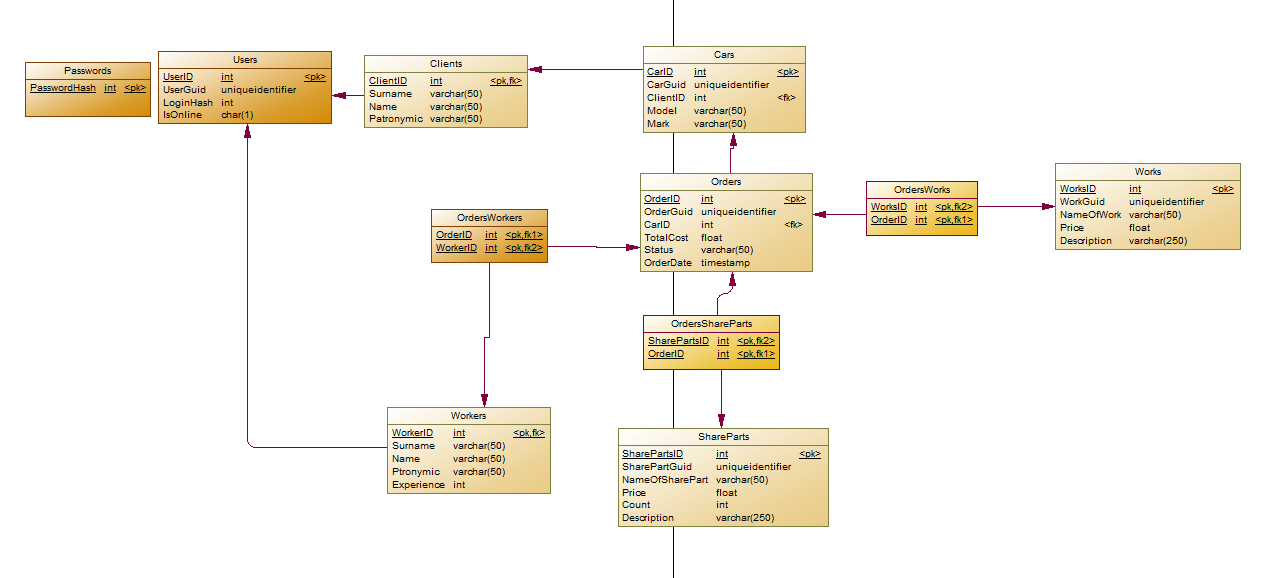 Passwords
PasswordHash int <pk>
Users
UserID int <pk>
UserGuid uniqueidentifier
LoginHash int
IsOnline char(1)
Clients
ClientID int <pk,fk>
Surname varchar(50)
Name varchar(50)
Patronymic varchar(50)
Cars
CarID int <pk>
CarGuid uniqueidentifier
ClientID int <fk>
Model varchar(50)
Mark varchar(50)
Orders
OrderID int <pk>
OrderGuid uniqueidentifier
CarID int <fk>
TotalCost float
Status varchar(50)
OrderDate timestamp
OrdersWorks
WorksID int <pk,fk2>
OrderID int <pk,fk1>
Works
WorksID int <pk>
WorkGuid uniqueidentifier
NameOfWork varchar(50)
Price float
Description varchar(250)
OrdersWorkers
OrderID int <pk,fk1>
WorkerID int <pk,fk2>
OrdersShareParts
SharePartsID int <pk,fk2>
OrderID int <pk,fk1>
Workers
WorkerID int <pk,fk>
Surname varchar(50)
Name varchar(50)
Ptronymic varchar(50)
Experience int
ShareParts
SharePartsID int <pk>
SharePartGuid uniqueidentifier
NameOfSharePart varchar(50)
Price float
Count int
Description varchar(250)